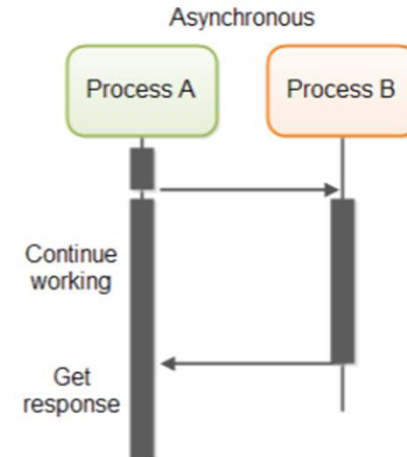 Asynchronous
Process A
Process B
Continue
working
Get
response